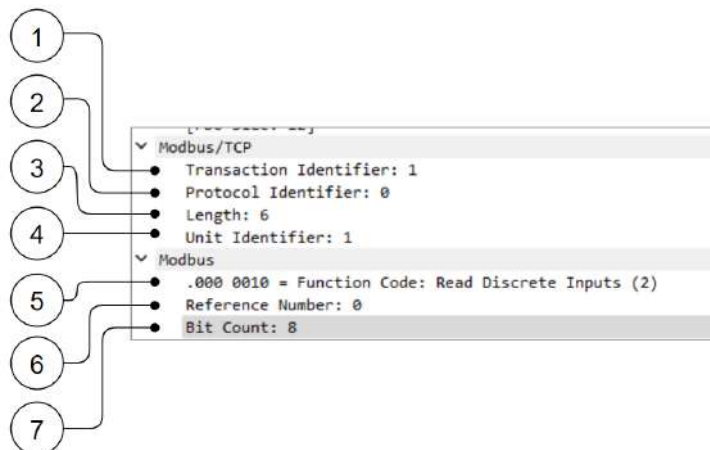 1
2
3
4
5
6
7
Modbus/TCP
Transaction Identifier: 1
Protocol Identifier: 0
Length: 6
Unit Identifier: 1
Modbus
.000 0010 = Function Code: Read Discrete Inputs (2)
Reference Number: 0
Bit Count: 8